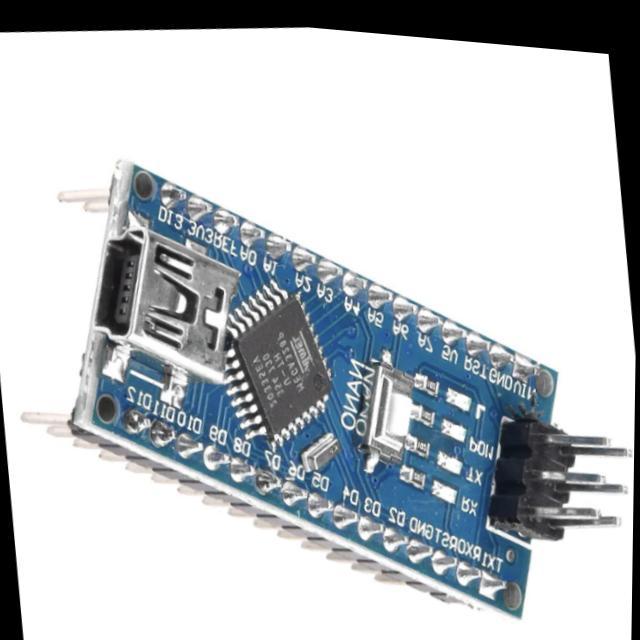 D13 3V3 REF A0 A1 A2 A3 A4 A5 A6 A7 5V RST GND VIN
NANO
L
POW
TX
RX
D12 D11 D10 D9 D8 D7 D6 D5 D4 D3 D2 GND RST RX0 TX1